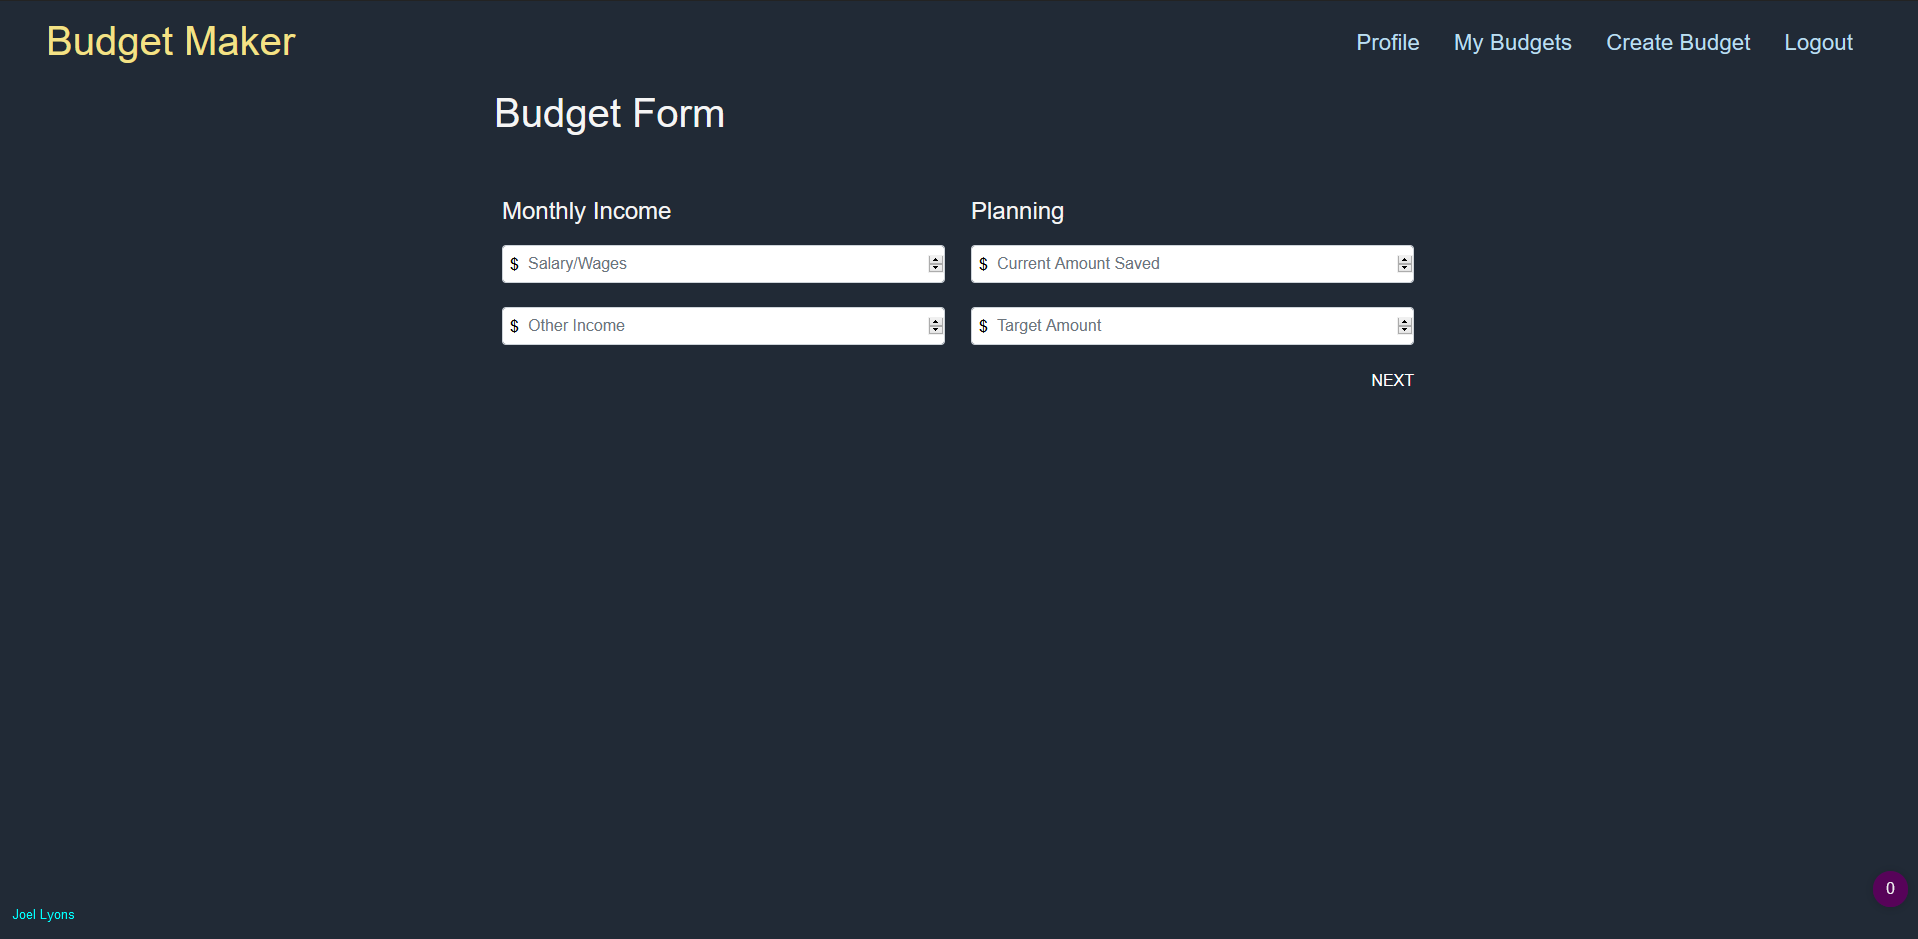 Budget Maker
Profile My Budgets Create Budget Logout
Budget Form
Monthly Income
Planning
$ Salary/Wages
$ Current Amount Saved
$ Other Income
$ Target Amount
NEXT
0
Joel Lyons